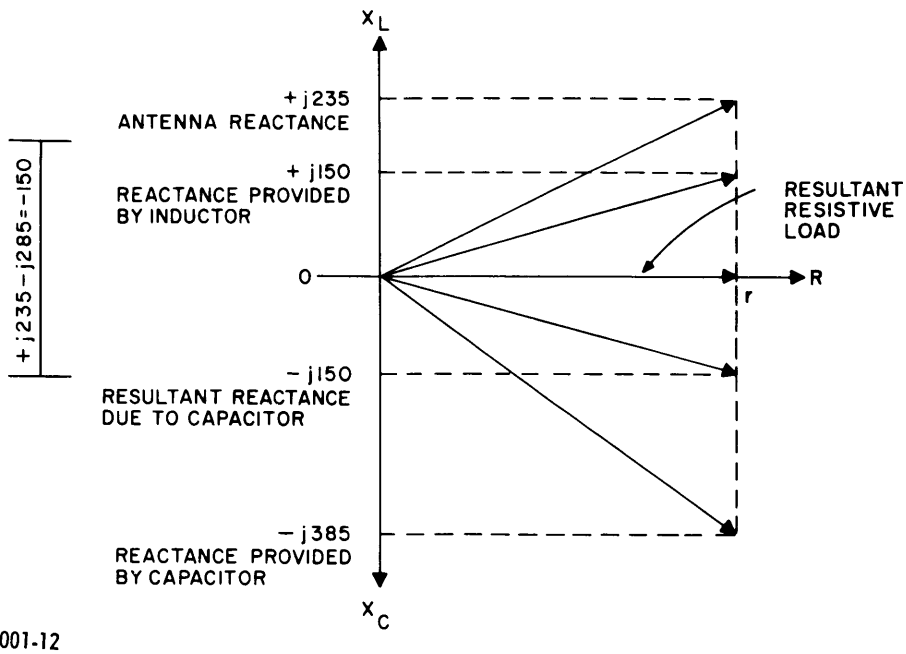 X_L
+j235
ANTENNA REACTANCE
+j150
REACTANCE PROVIDED
BY INDUCTOR
RESULTANT
RESISTIVE
LOAD
+j235-j285=-150
O
r
R
-j150
RESULTANT REACTANCE
DUE TO CAPACITOR
-j385
REACTANCE PROVIDED
BY CAPACITOR
X_C
001-12